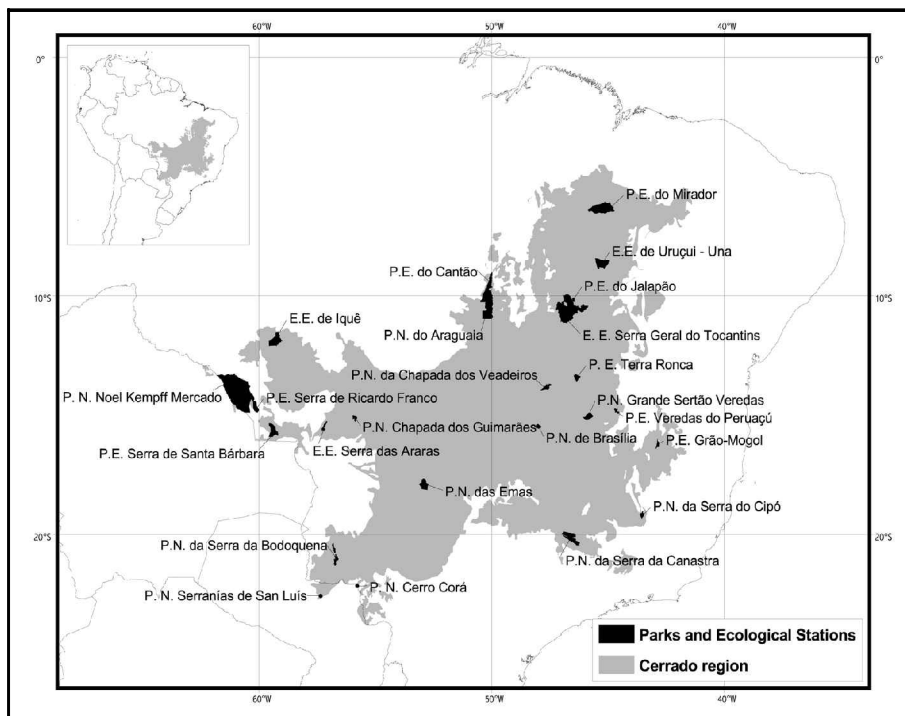 60°W
50°W
40°W
0°
0°
P.E. do Mirador
E.E. de Uruçui - Una
P.E. do Cantão
P.E. do Jalapão
10°S
10°S
E.E. de Iquê
P.N. do Araguaia
E. E. Serra Geral do Tocantins
P.N. da Chapada dos Veadeiros
P. E. Terra Ronca
P. N. Noel Kempff Mercado
P.E. Serra de Ricardo Franco
P.N. Grande Sertão Veredas
P.E. Veredas do Peruaçú
P.N. Chapada dos Guimarães
P.N. de Brasília
P.E. Grão-Mogol
P.E. Serra de Santa Bárbara
E.E. Serra das Araras
P.N. das Emas
P.N. da Serra do Cipó
20°S
20°S
P.N. da Serra da Bodoquena
P.N. da Serra da Canastra
P. N. Cerro Corá
P. N. Serranías de San Luís
Parks and Ecological Stations
Cerrado region
60°W
50°W
40°W